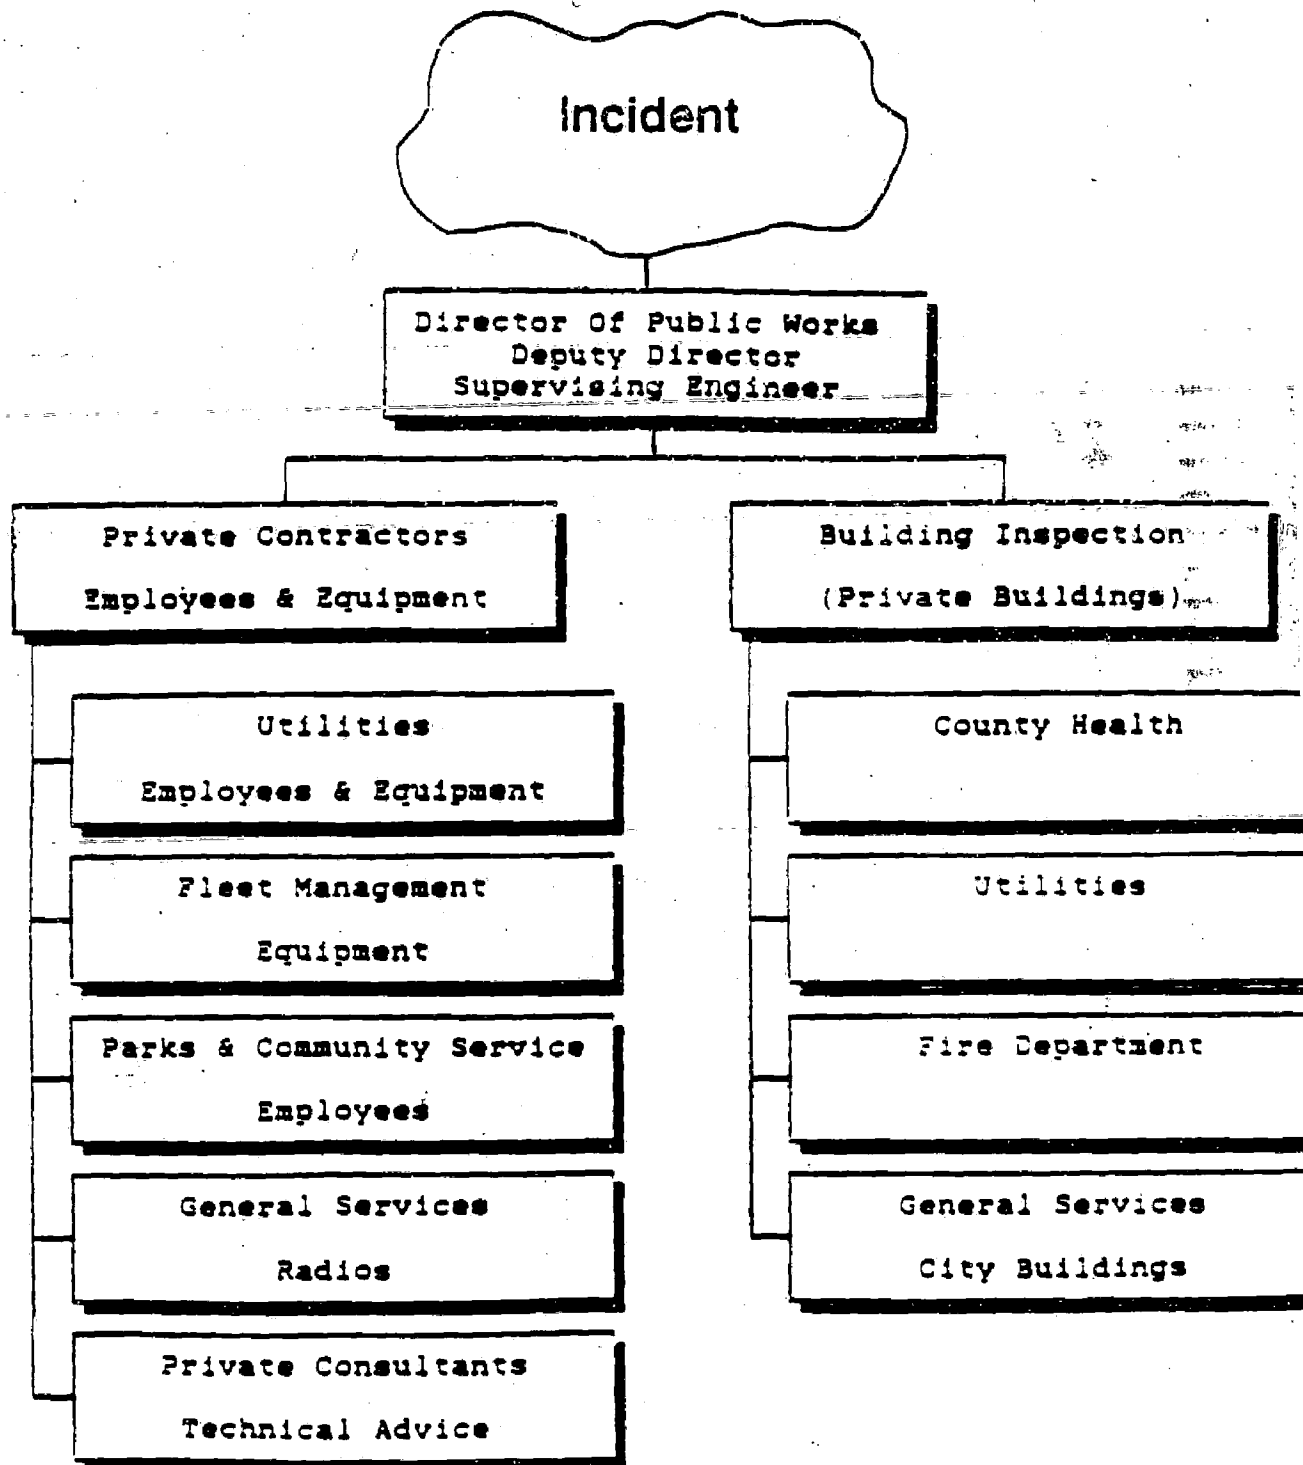 Incident
Director Of Public Works
Deputy Director
Supervising Engineer
Private Contractors
Employees & Equipment
Utilities
Employees & Equipment
Fleet Management
Equipment
Parks & Community Service
Employees
General Services
Radios
Private Consultants
Technical Advice
Building Inspection
(Private Buildings)
County Health
Utilities
Fire Department
General Services
City Buildings